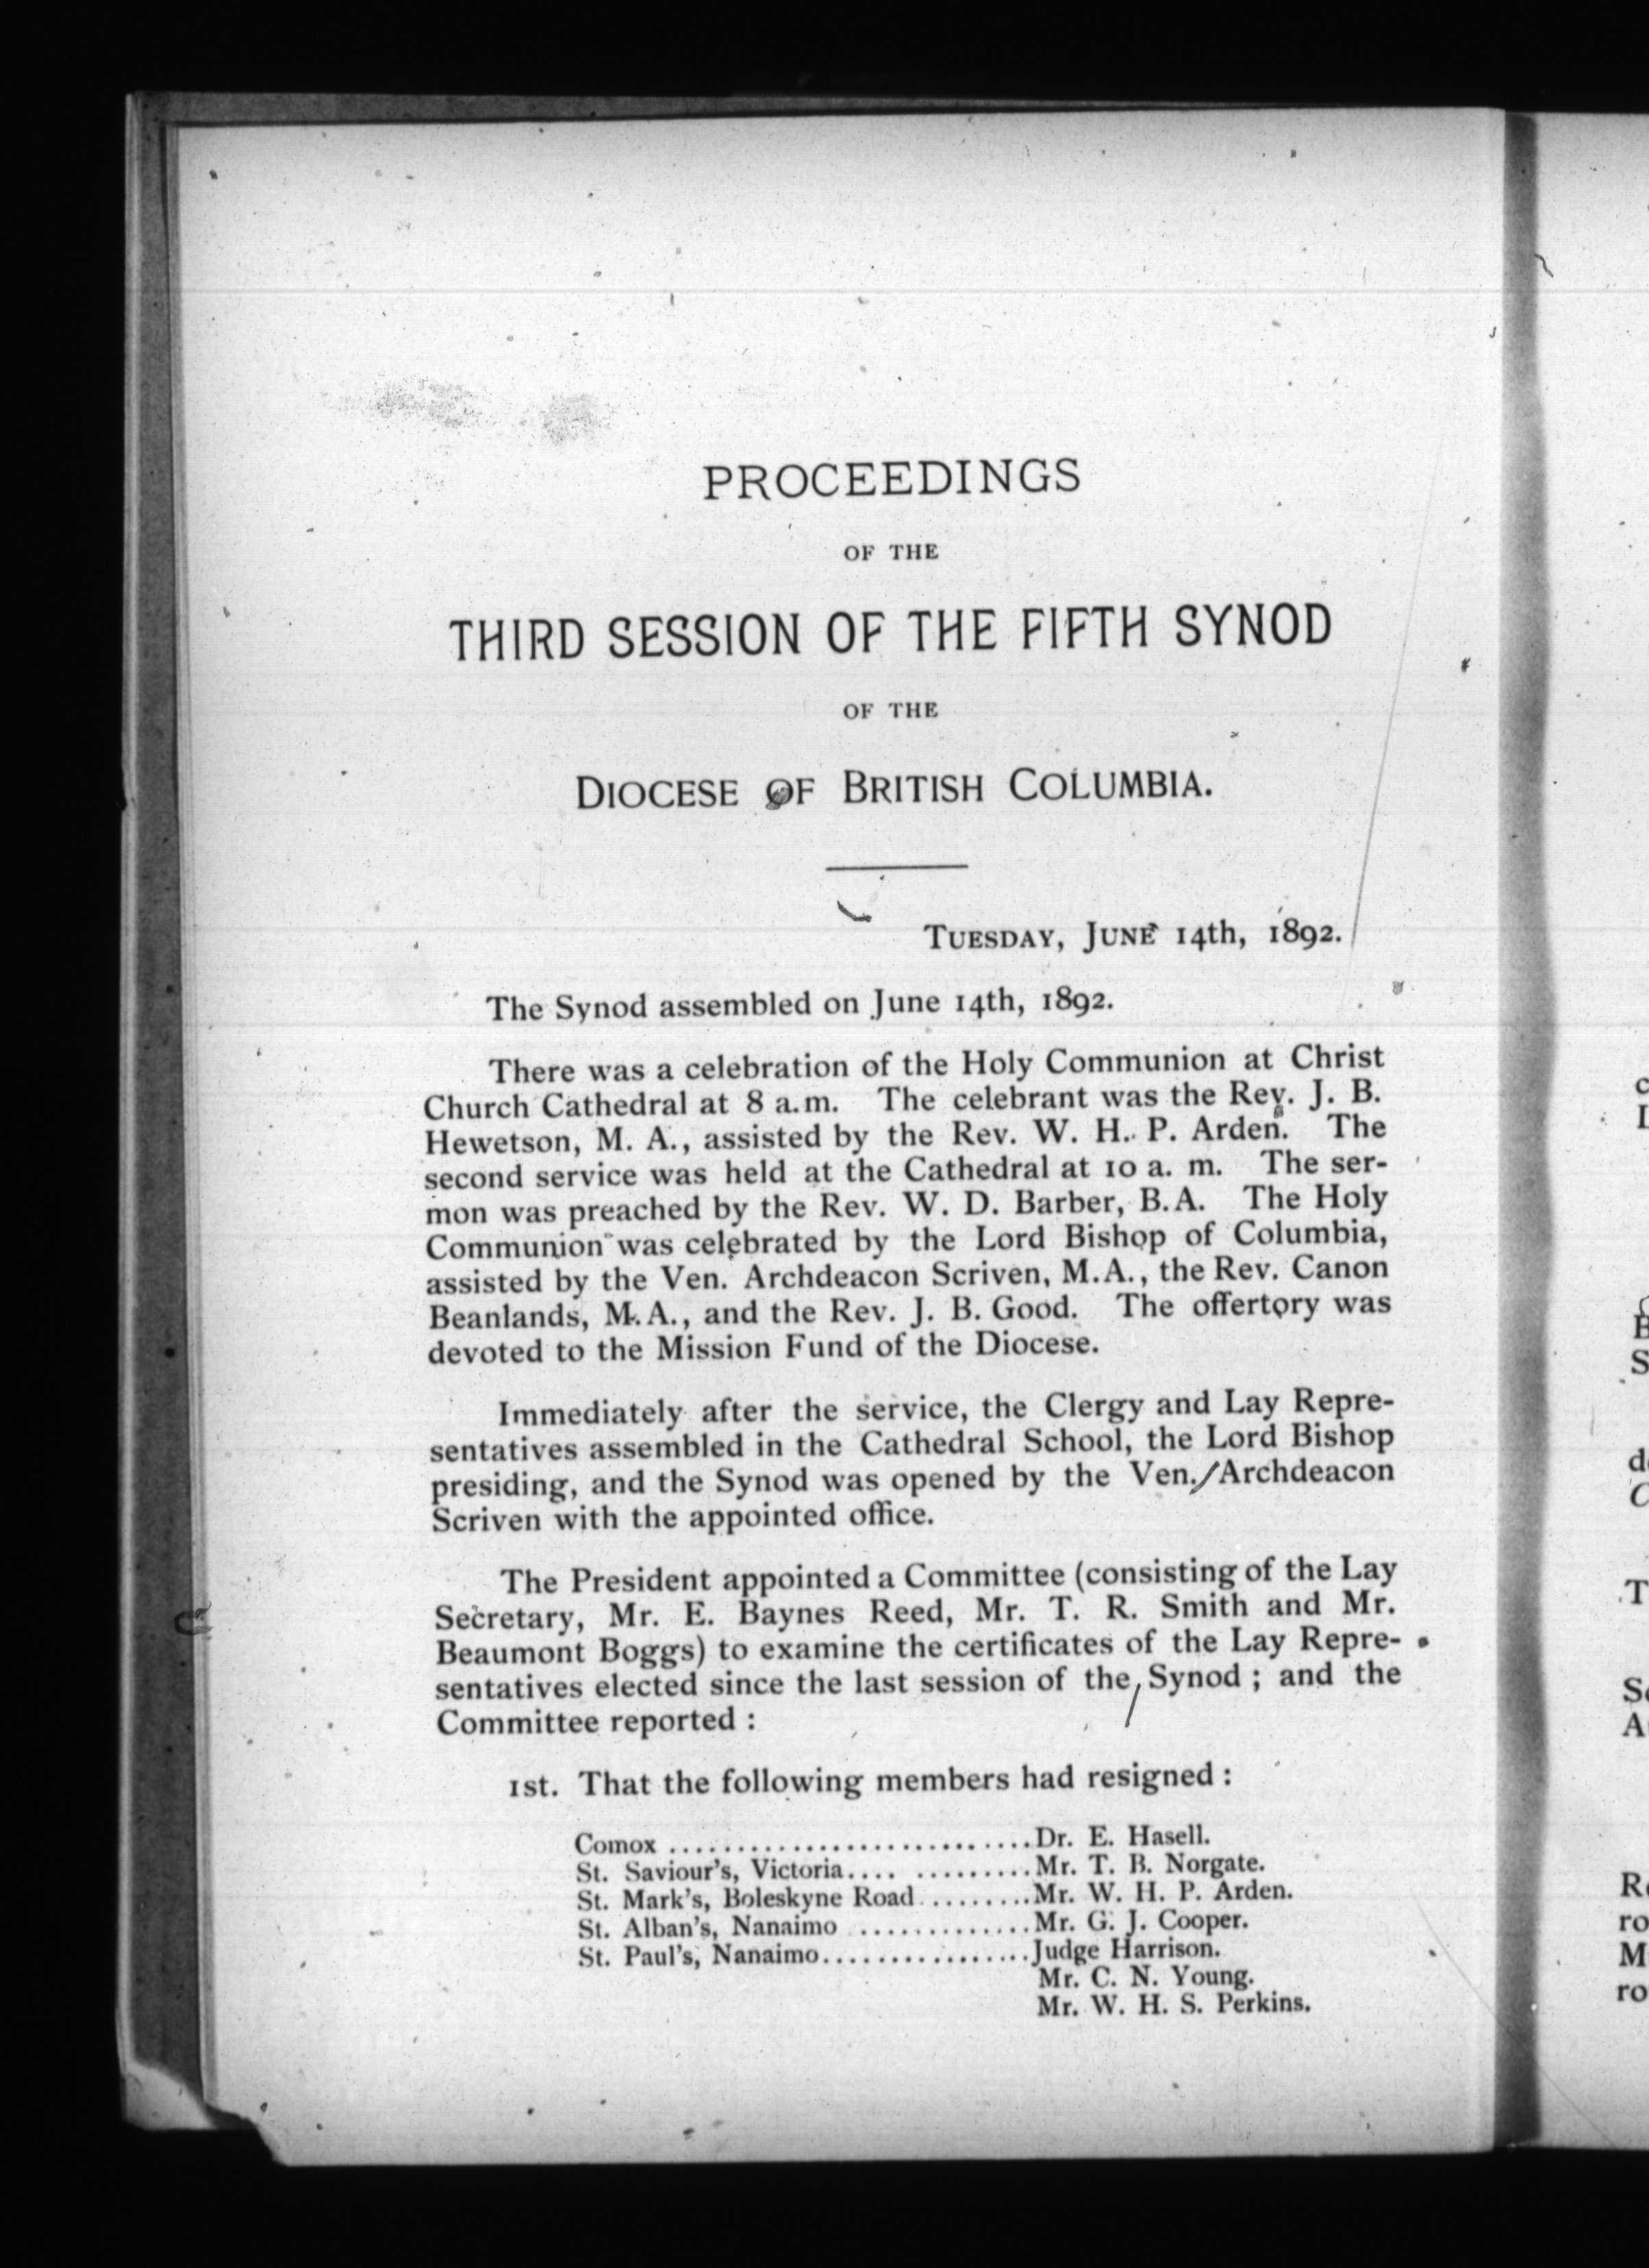 PROCEEDINGS
OF THE
THIRD SESSION OF THE FIFTH SYNOD
OF THE
DIOCESE OF BRITISH COLUMBIA.
TUESDAY, JUNE 14th, 1892.
The Synod assembled on June 14th, 1892.
There was a celebration of the Holy Communion at Christ
Church Cathedral at 8 a.m. The celebrant was the Rev. J. B.
Hewetson, M. A., assisted by the Rev. W. H. P. Arden. The
second service was held at the Cathedral at 10 a. m. The ser-
mon was preached by the Rev. W. D. Barber, B.A. The Holy
Communion was celebrated by the Lord Bishop of Columbia,
assisted by the Ven. Archdeacon Scriven, M.A., the Rev. Canon
Beanlands, M.A., and the Rev. J. B. Good. The offertory was
devoted to the Mission Fund of the Diocese.
Immediately after the service, the Clergy and Lay Repre-
sentatives assembled in the Cathedral School, the Lord Bishop
presiding, and the Synod was opened by the Ven. Archdeacon
Scriven with the appointed office.
The President appointed a Committee (consisting of the Lay
Secretary, Mr. E. Baynes Reed, Mr. T. R. Smith and Mr.
Beaumont Boggs) to examine the certificates of the Lay Repre-
sentatives elected since the last session of the Synod ; and the
Committee reported :
1st. That the following members had resigned :
Comox ...........................Dr. E. Hasell.
St. Saviour's, Victoria.... .........Mr. T. B. Norgate.
St. Mark's, Boleskyne Road .........Mr. W. H. P. Arden.
St. Alban's, Nanaimo ..............Mr. G. J. Cooper.
St. Paul's, Nanaimo................Judge Harrison.
Mr. C. N. Young.
Mr. W. H. S. Perkins.